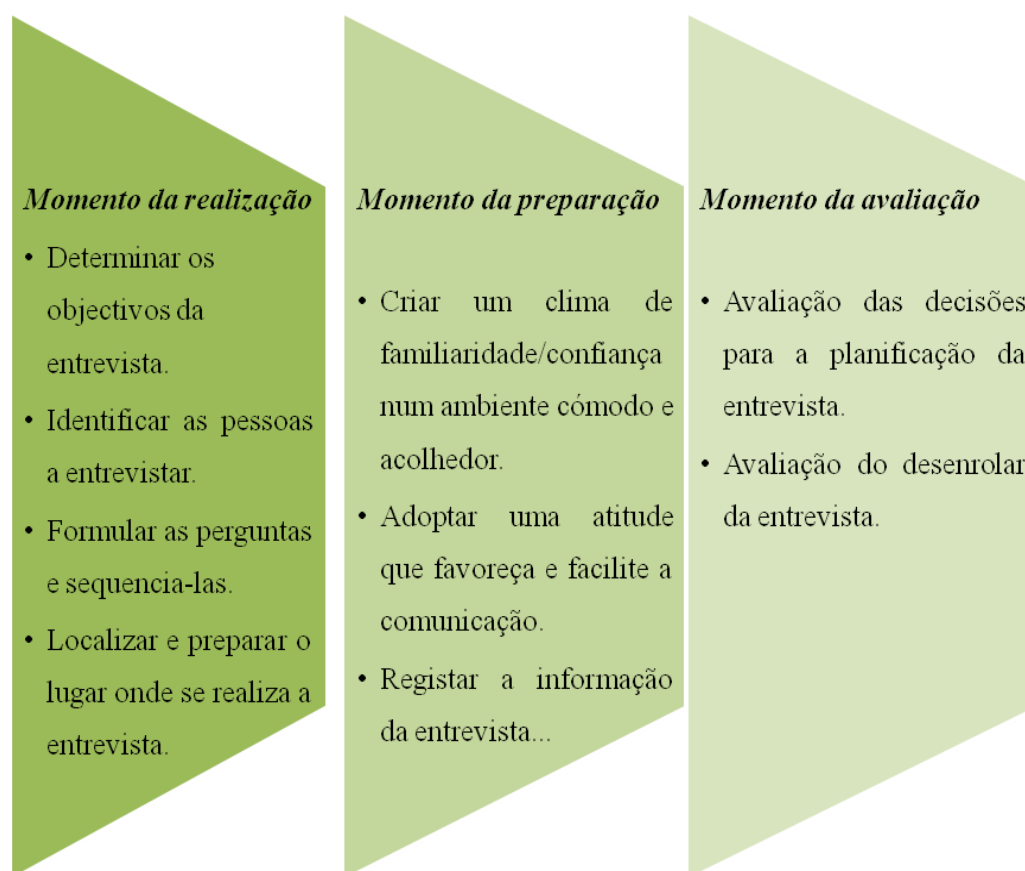 Momento da realização
• Determinar os
objectivos da
entrevista.
• Identificar as pessoas
a entrevistar.
• Formular as perguntas
e sequencia-las.
• Localizar e preparar o
lugar onde se realiza a
entrevista.
Momento da preparação
• Criar um clima de
familiaridade/confiança
num ambiente cómodo e
acolhedor.
• Adoptar uma atitude
que favoreça e facilite a
comunicação.
• Registar a informação
da entrevista...
Momento da avaliação
• Avaliação das decisões
para a planificação da
entrevista.
• Avaliação do desenrolar
da entrevista.